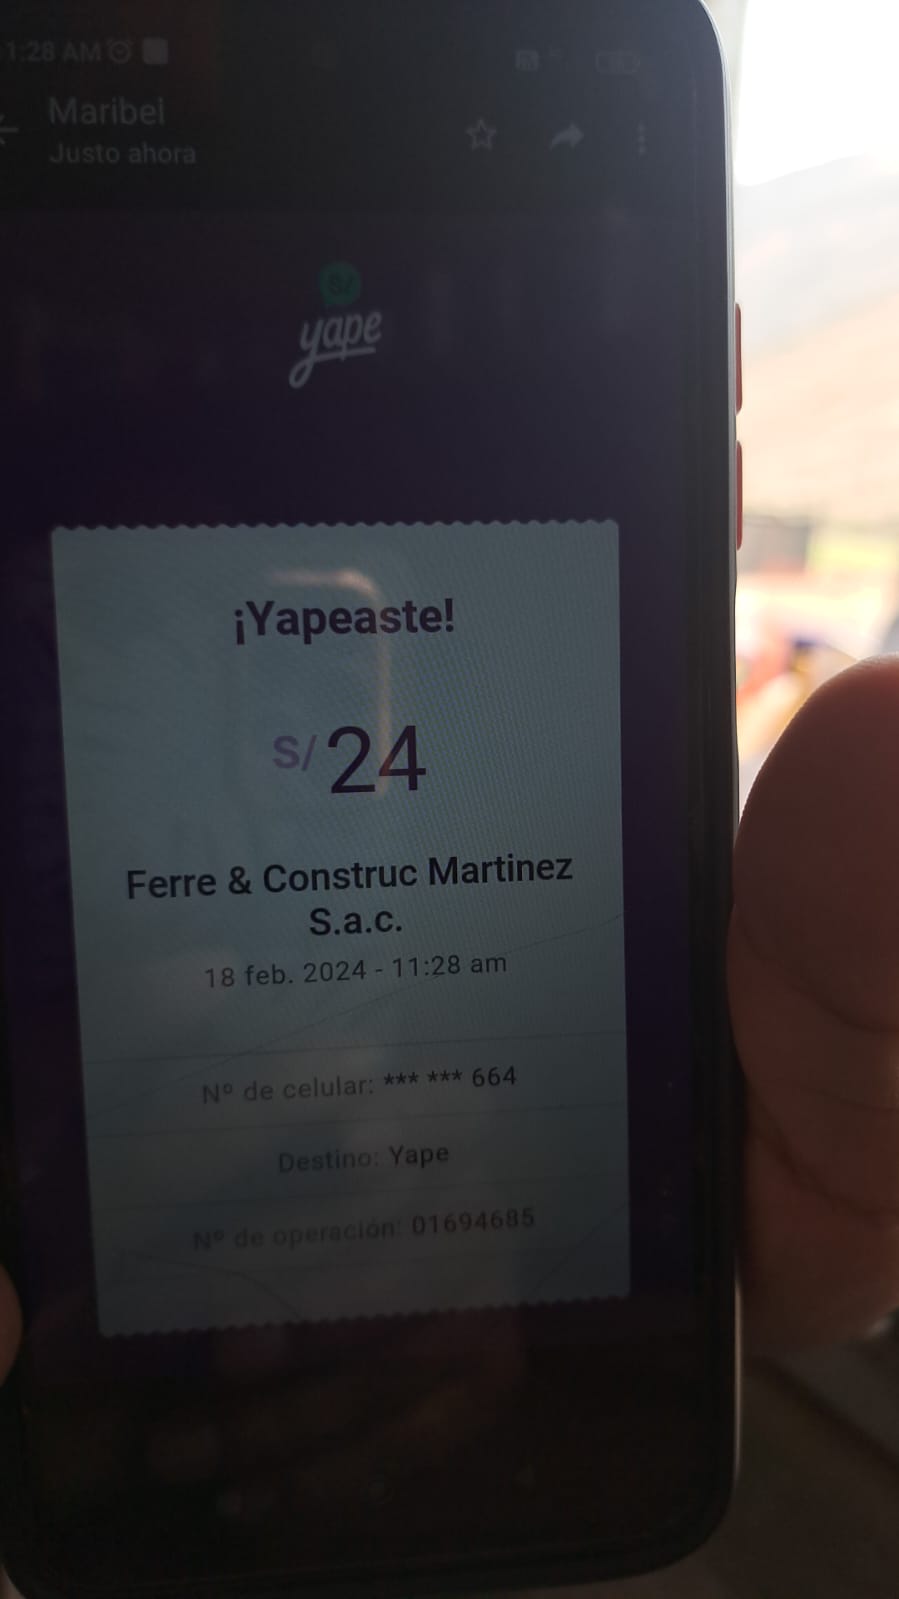 1:28 AM
Maribel
Justo ahora
S/
yape
¡Yapeaste!
S/ 24
Ferre & Construc Martinez
S.a.c.
18 feb. 2024 - 11:28 am
Nº de celular: *** *** 664
Destino: Yape
Nº de operación: 01694685